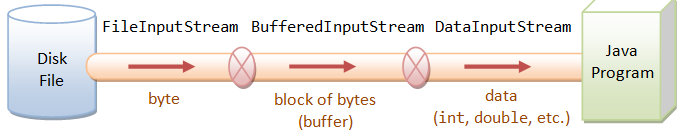 Disk
File
FileInputStream
byte
BufferedInputStream
block of bytes
(buffer)
DataInputStream
data
(int, double, etc.)
Java
Program